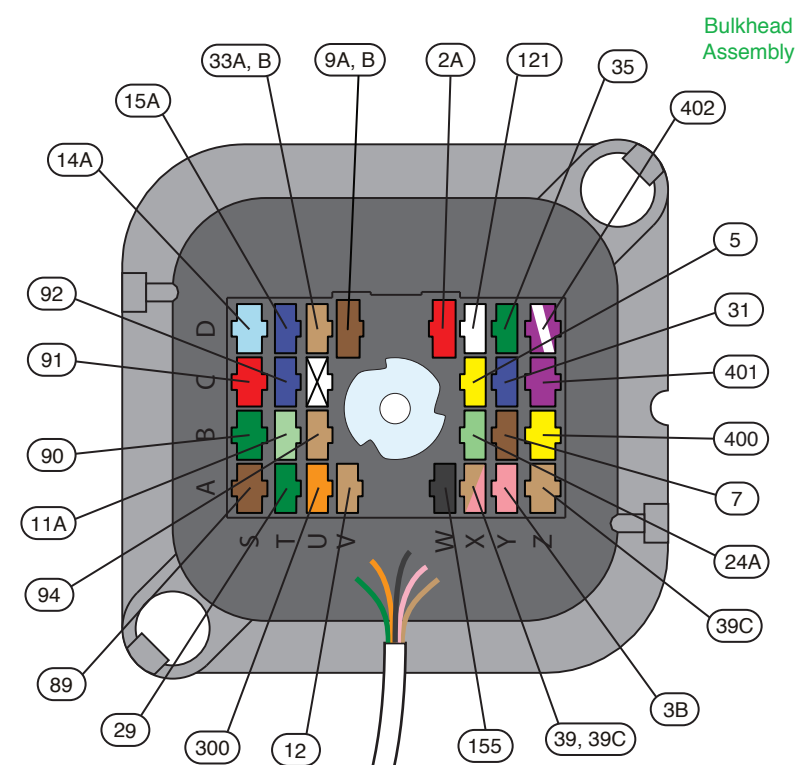 Bulkhead
Assembly
33A, B
9A, B
2A
121
35
15A
402
14A
5
92
31
91
401
90
400
11A
7
94
24A
89
39C
29
3B
300
12
155
39, 39C
D
C
B
A
S
T
U
V
W
X
Y
Z